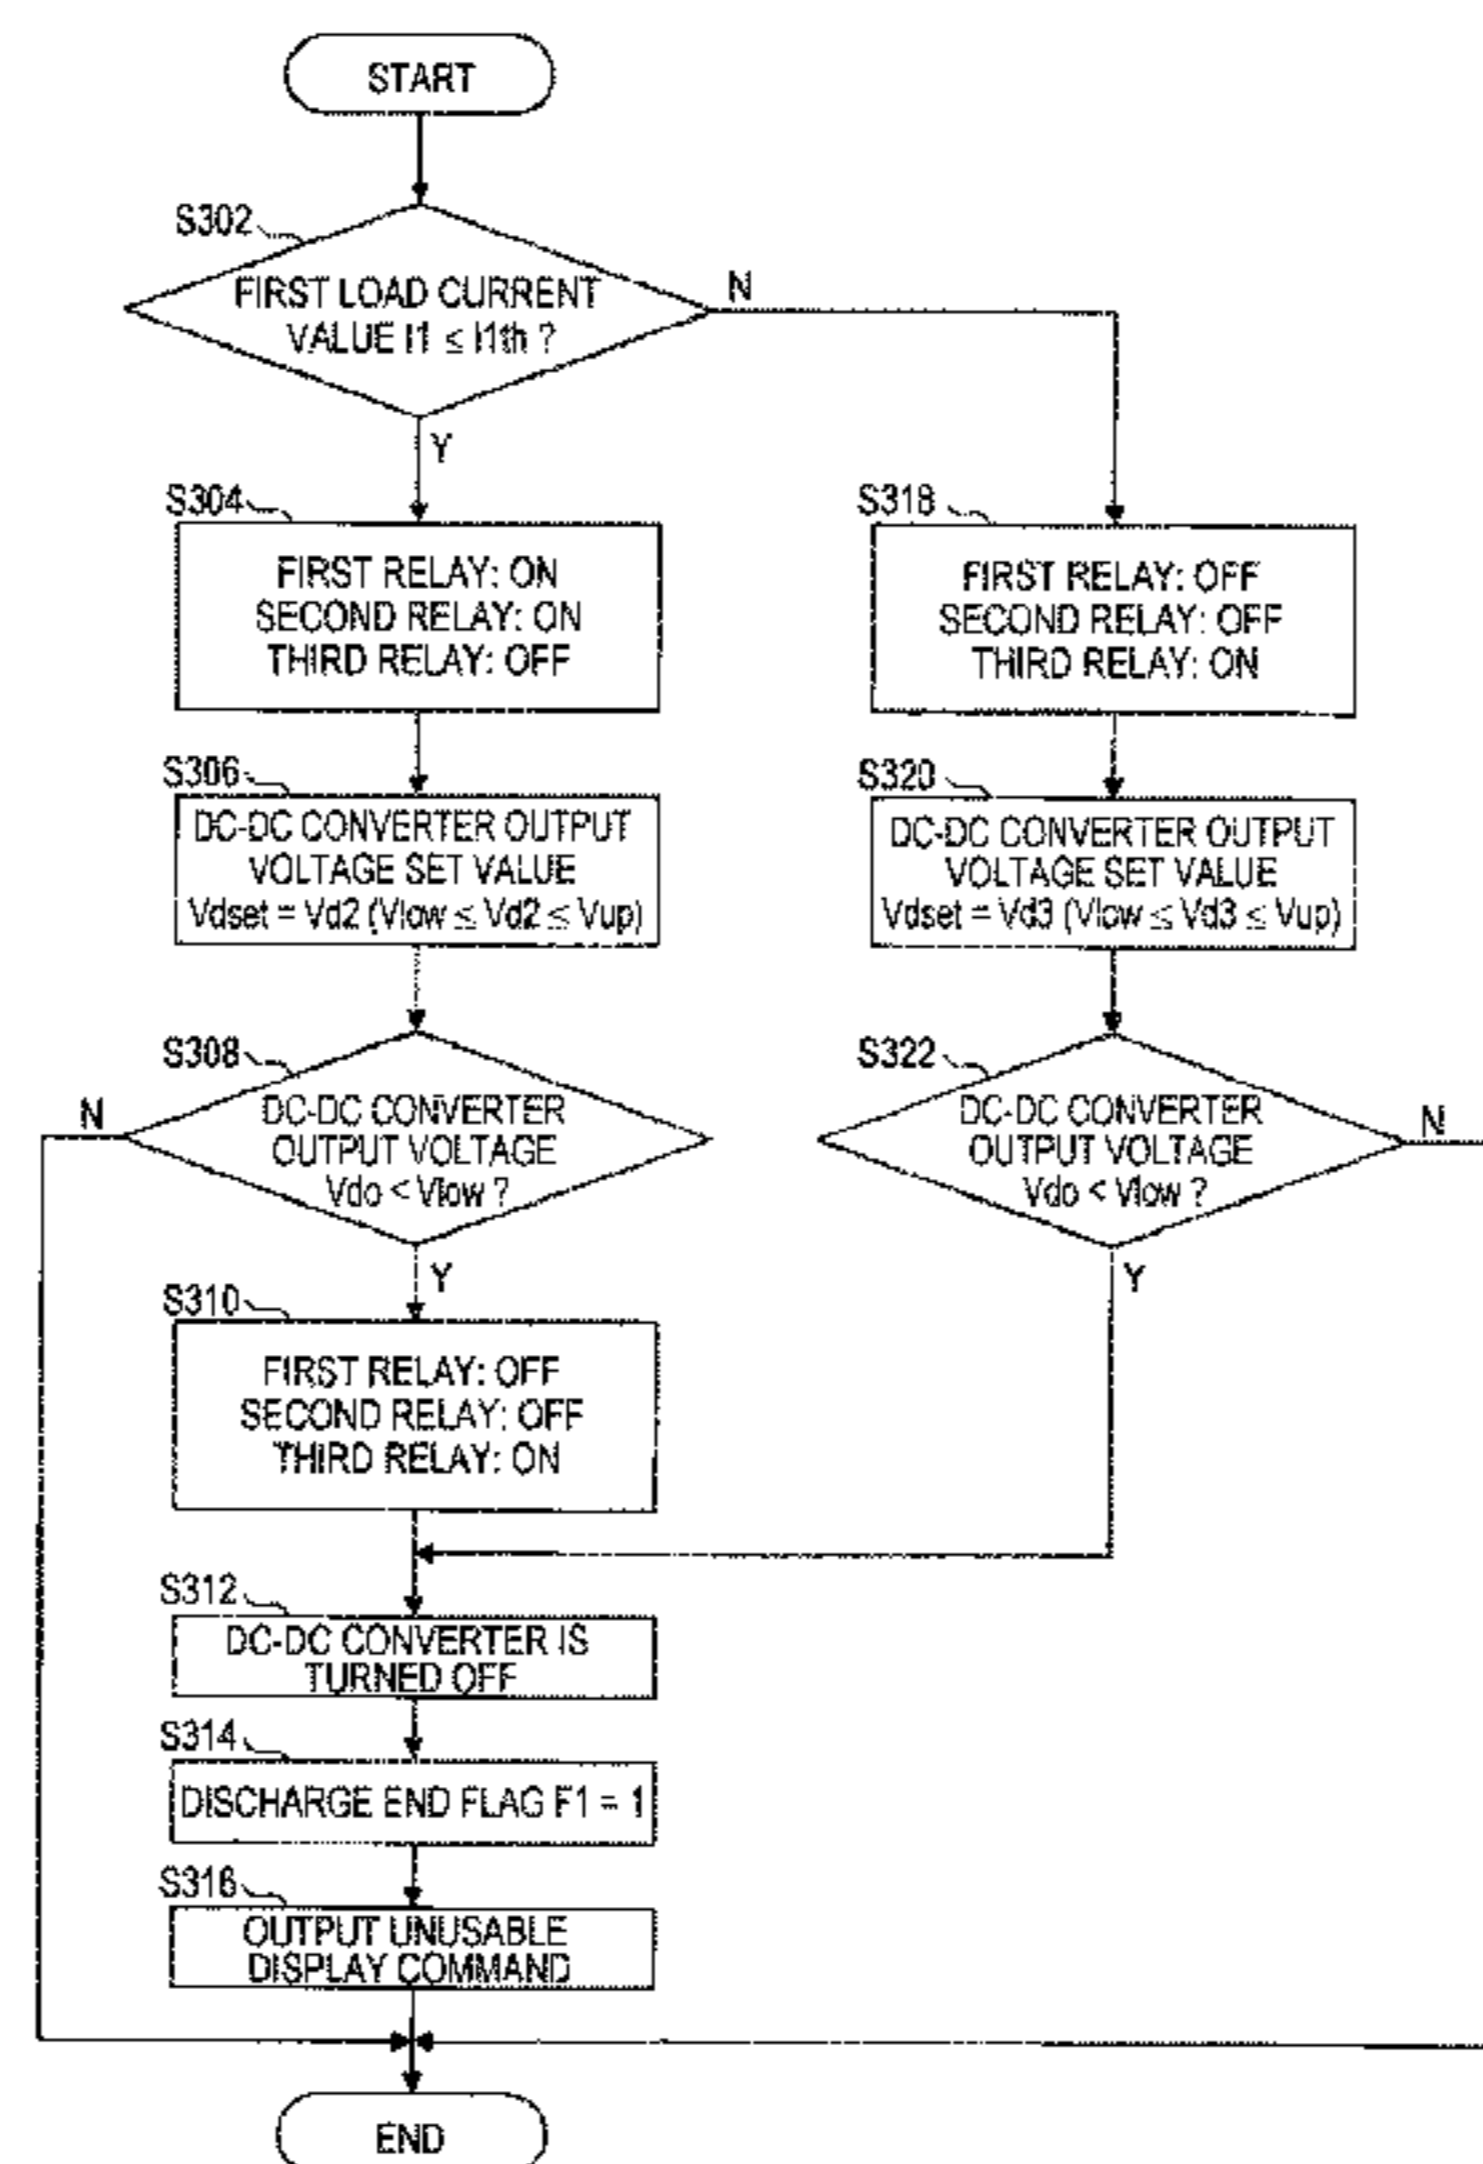 START
S302
FIRST LOAD CURRENT
VALUE I1 ≤ I1th ?
N
Y
S304
FIRST RELAY: ON
SECOND RELAY: ON
THIRD RELAY: OFF
S318
FIRST RELAY: OFF
SECOND RELAY: OFF
THIRD RELAY: ON
S306
DC-DC CONVERTER OUTPUT
VOLTAGE SET VALUE
Vdset = Vd2 (Vlow ≤ Vd2 ≤ Vup)
S320
DC-DC CONVERTER OUTPUT
VOLTAGE SET VALUE
Vdset = Vd3 (Vlow ≤ Vd3 ≤ Vup)
S308
N
DC-DC CONVERTER
OUTPUT VOLTAGE
Vdo < Vlow ?
Y
S322
DC-DC CONVERTER
OUTPUT VOLTAGE
Vdo < Vlow ?
N
Y
S310
FIRST RELAY: OFF
SECOND RELAY: OFF
THIRD RELAY: ON
S312
DC-DC CONVERTER IS
TURNED OFF
S314
DISCHARGE END FLAG F1 = 1
S316
OUTPUT UNUSABLE
DISPLAY COMMAND
END